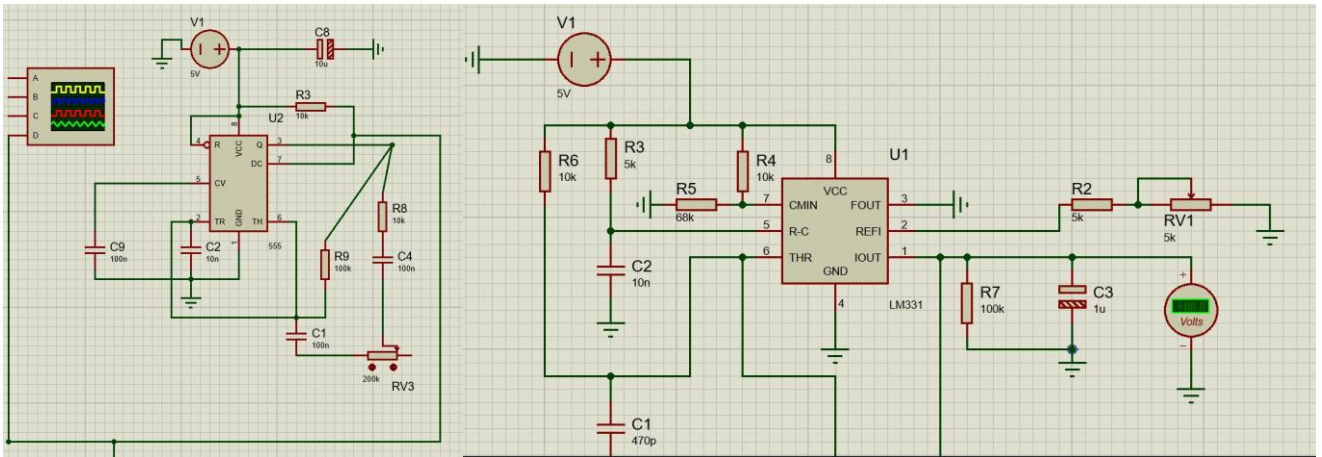 V1
5V
C8
10u
A
B
C
D
R3
10k
U2
8
4
R
VCC
Q
3
DC
7
5
CV
2
TR
GND
TH
6
1
555
C9
100n
C2
10n
R9
100k
R8
10k
C4
100n
C1
100n
200k
RV3
V1
5V
R6
10k
R3
5k
R4
10k
R5
68k
U1
8
VCC
7
CMIN
FOUT
3
5
R-C
REFI
2
6
THR
IOUT
1
GND
4
LM331
R2
5k
RV1
5k
C2
10n
R7
100k
C3
1u
+
Volts
C1
470p